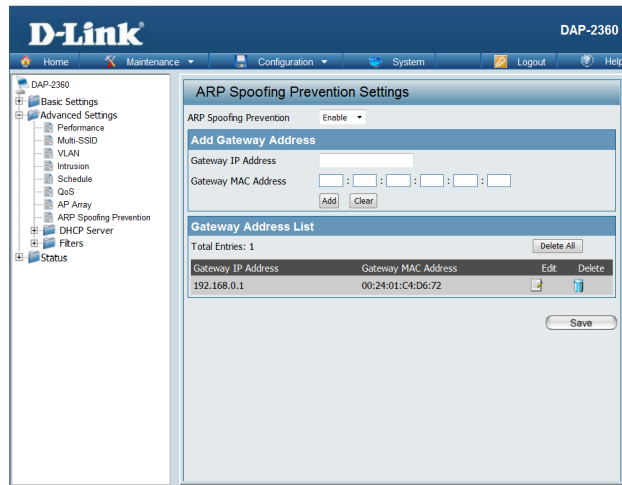 D-Link
DAP-2360
Home
Maintenance
Configuration
System
Logout
Help
DAP-2360
Basic Settings
Advanced Settings
Performance
Multi-SSID
VLAN
Intrusion
Schedule
QoS
AP Array
ARP Spoofing Prevention
DHCP Server
Filters
Status
ARP Spoofing Prevention Settings
ARP Spoofing Prevention Enable
Add Gateway Address
Gateway IP Address
Gateway MAC Address : : : : :
Add Clear
Gateway Address List
Total Entries: 1 Delete All
Gateway IP Address Gateway MAC Address Edit Delete
192.168.0.1 00:24:01:C4:D6:72
Save